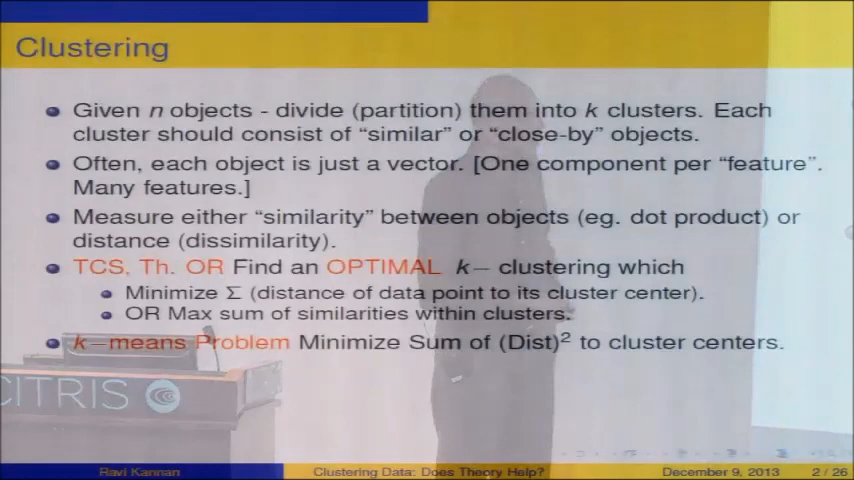 Clustering
Given n objects - divide (partition) them into k clusters. Each
cluster should consist of “similar” or “close-by” objects.
Often, each object is just a vector. [One component per “feature”.
Many features.]
Measure either “similarity” between objects (eg. dot product) or
distance (dissimilarity).
TCS, Th. OR Find an OPTIMAL k− clustering which
Minimize Σ (distance of data point to its cluster center).
OR Max sum of similarities within clusters.
k−means Problem Minimize Sum of (Dist)² to cluster centers.
CITRIS
Ravi Kannan
Clustering Data: Does Theory Help?
December 9, 2013
2 / 26